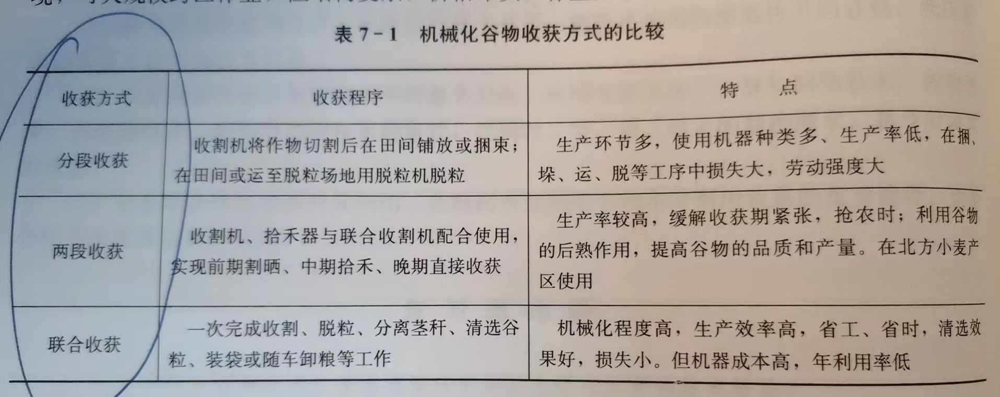 表 7-1 机械化谷物收获方式的比较
收获方式
收获程序
特 点
分段收获
收割机将作物切割后在田间铺放或捆束；
在田间或运至脱粒场地用脱粒机脱粒
生产环节多，使用机器种类多、生产率低，在捆、
垛、运、脱等工序中损失大，劳动强度大
两段收获
收割机、拾禾器与联合收割机配合使用，
实现前期割晒、中期拾禾、晚期直接收获
生产率较高，缓解收获期紧张，抢农时；利用谷物
的后熟作用，提高谷物的品质和产量。在北方小麦产
区使用
联合收获
一次完成收割、脱粒、分离茎秆、清选谷
粒、装袋或随车卸粮等工作
机械化程度高，生产效率高，省工、省时，清选效
果好，损失小。但机器成本高，年利用率低